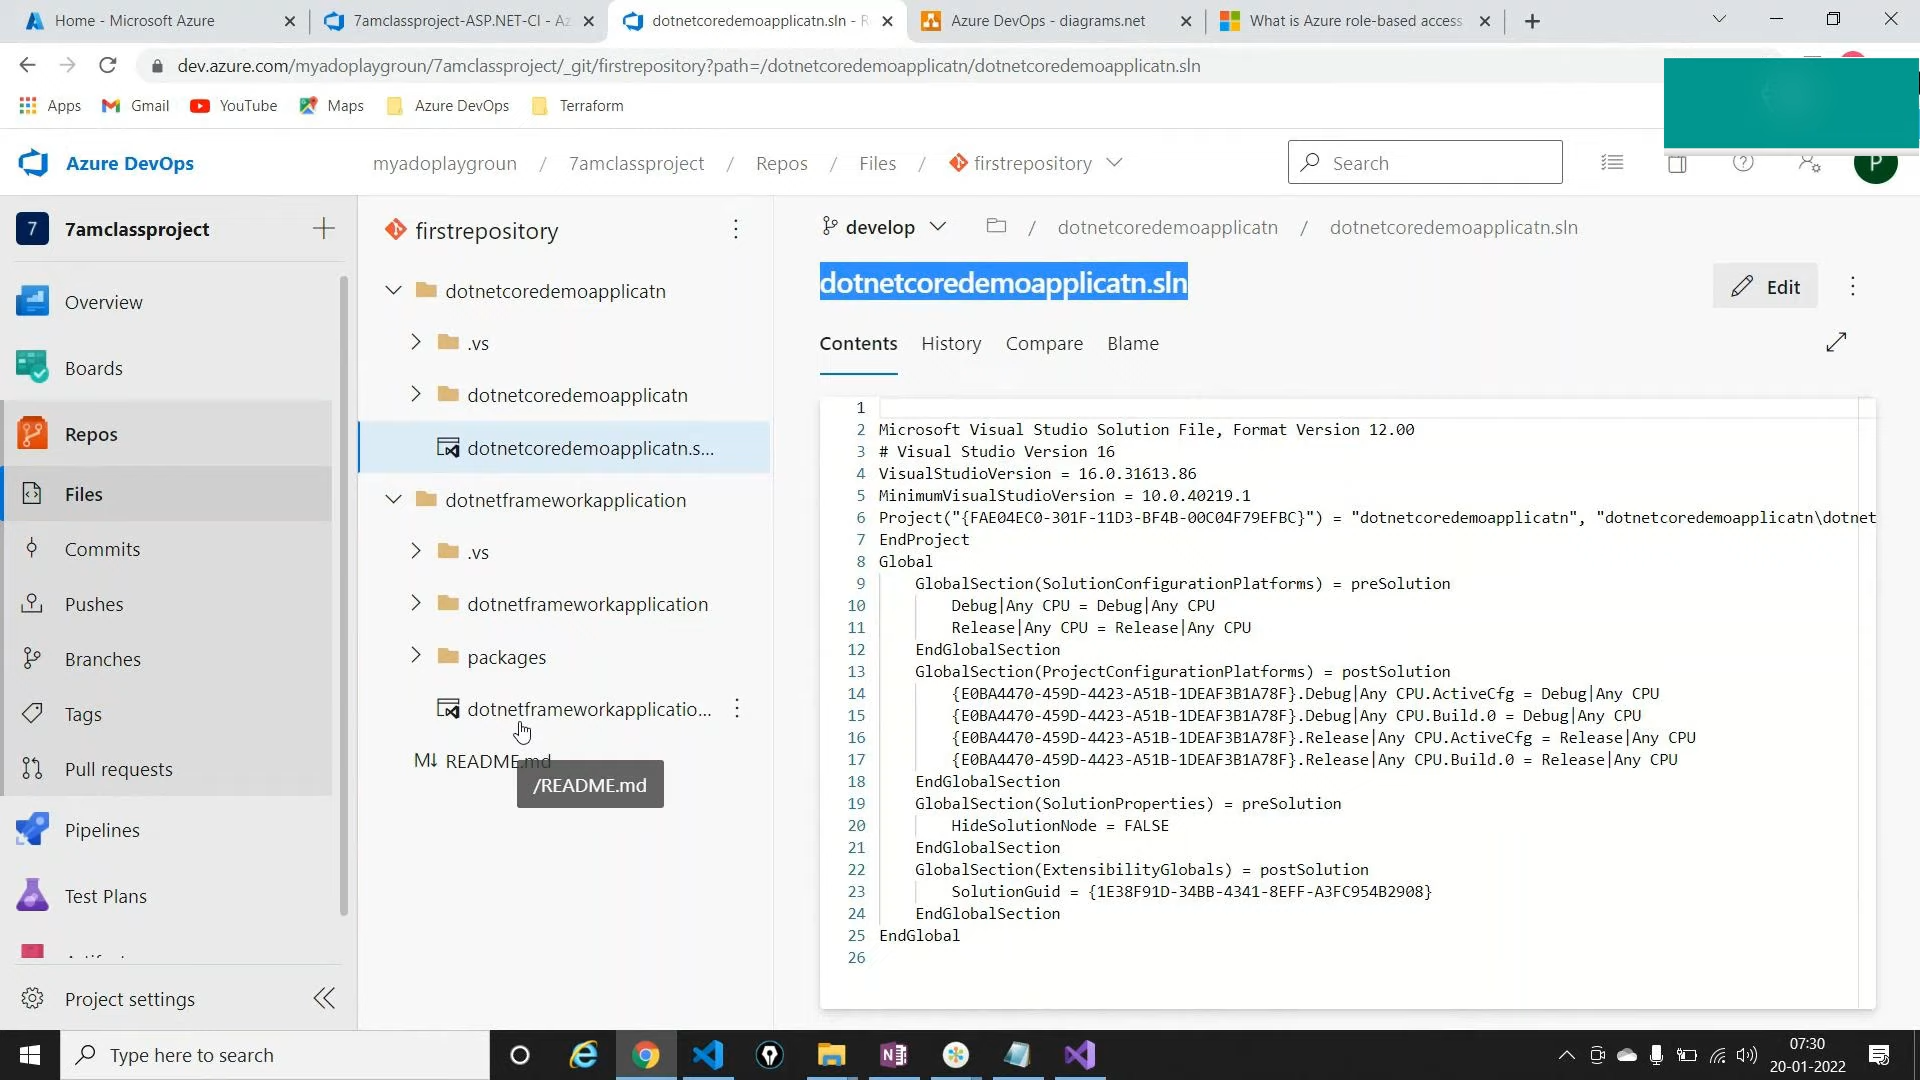 Home - Microsoft Azure
7amclassproject-ASP.NET-CI - Az
dotnetcoredemoapplicatn.sln - R
Azure DevOps - diagrams.net
What is Azure role-based access
dev.azure.com/myadoplaygroun/7amclassproject/_git/firstrepository?path=/dotnetcoredemoapplicatn/dotnetcoredemoapplicatn.sln
Apps
Gmail
YouTube
Maps
Azure DevOps
Terraform
Azure DevOps
myadoplaygroun / 7amclassproject / Repos / Files / firstrepository
Search
P
7 7amclassproject
Overview
Boards
Repos
Files
Commits
Pushes
Branches
Tags
Pull requests
Pipelines
Test Plans
Project settings
firstrepository
dotnetcoredemoapplicatn
.vs
dotnetcoredemoapplicatn
dotnetcoredemoapplicatn.s...
dotnetframeworkapplication
.vs
dotnetframeworkapplication
packages
dotnetframeworkapplicatio...
M↓ README.md
/README.md
develop / dotnetcoredemoapplicatn / dotnetcoredemoapplicatn.sln
dotnetcoredemoapplicatn.sln
Edit
Contents History Compare Blame
1
2 Microsoft Visual Studio Solution File, Format Version 12.00
3 # Visual Studio Version 16
4 VisualStudioVersion = 16.0.31613.86
5 MinimumVisualStudioVersion = 10.0.40219.1
6 Project("{FAE04EC0-301F-11D3-BF4B-00C04F79EFBC}") = "dotnetcoredemoapplicatn", "dotnetcoredemoapplicatn\dotnet
7 EndProject
8 Global
9 GlobalSection(SolutionConfigurationPlatforms) = preSolution
10 Debug|Any CPU = Debug|Any CPU
11 Release|Any CPU = Release|Any CPU
12 EndGlobalSection
13 GlobalSection(ProjectConfigurationPlatforms) = postSolution
14 {E0BA4470-459D-4423-A51B-1DEAF3B1A78F}.Debug|Any CPU.ActiveCfg = Debug|Any CPU
15 {E0BA4470-459D-4423-A51B-1DEAF3B1A78F}.Debug|Any CPU.Build.0 = Debug|Any CPU
16 {E0BA4470-459D-4423-A51B-1DEAF3B1A78F}.Release|Any CPU.ActiveCfg = Release|Any CPU
17 {E0BA4470-459D-4423-A51B-1DEAF3B1A78F}.Release|Any CPU.Build.0 = Release|Any CPU
18 EndGlobalSection
19 GlobalSection(SolutionProperties) = preSolution
20 HideSolutionNode = FALSE
21 EndGlobalSection
22 GlobalSection(ExtensibilityGlobals) = postSolution
23 SolutionGuid = {1E38F91D-34BB-4341-8EFF-A3FC954B2908}
24 EndGlobalSection
25 EndGlobal
26
Type here to search
07:30
20-01-2022